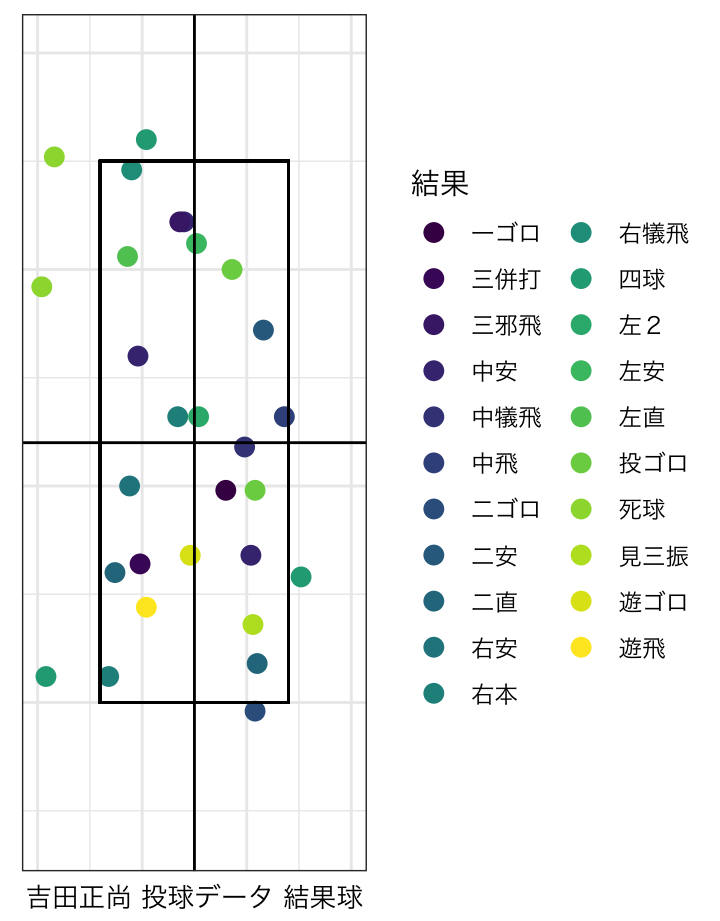 結果
一ゴロ
三併打
三邪飛
中安
中犠飛
中飛
二ゴロ
二安
二直
右安
右本
右犠飛
四球
左２
左安
左直
投ゴロ
死球
見三振
遊ゴロ
遊飛
吉田正尚 投球データ 結果球